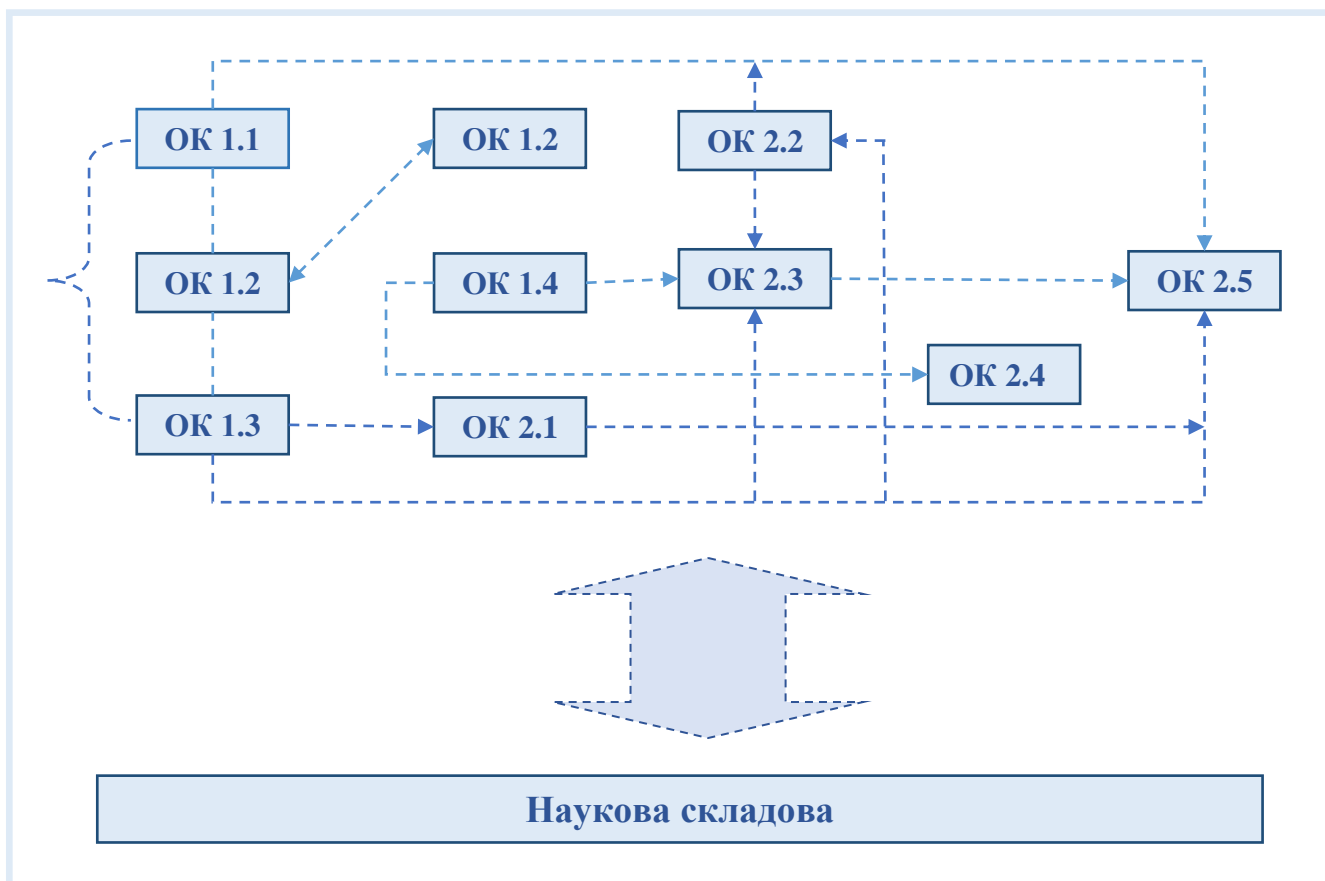 ОК 1.1
ОК 1.2
ОК 2.2
ОК 1.2
ОК 1.4
ОК 2.3
ОК 2.5
ОК 2.4
ОК 1.3
ОК 2.1
Наукова складова